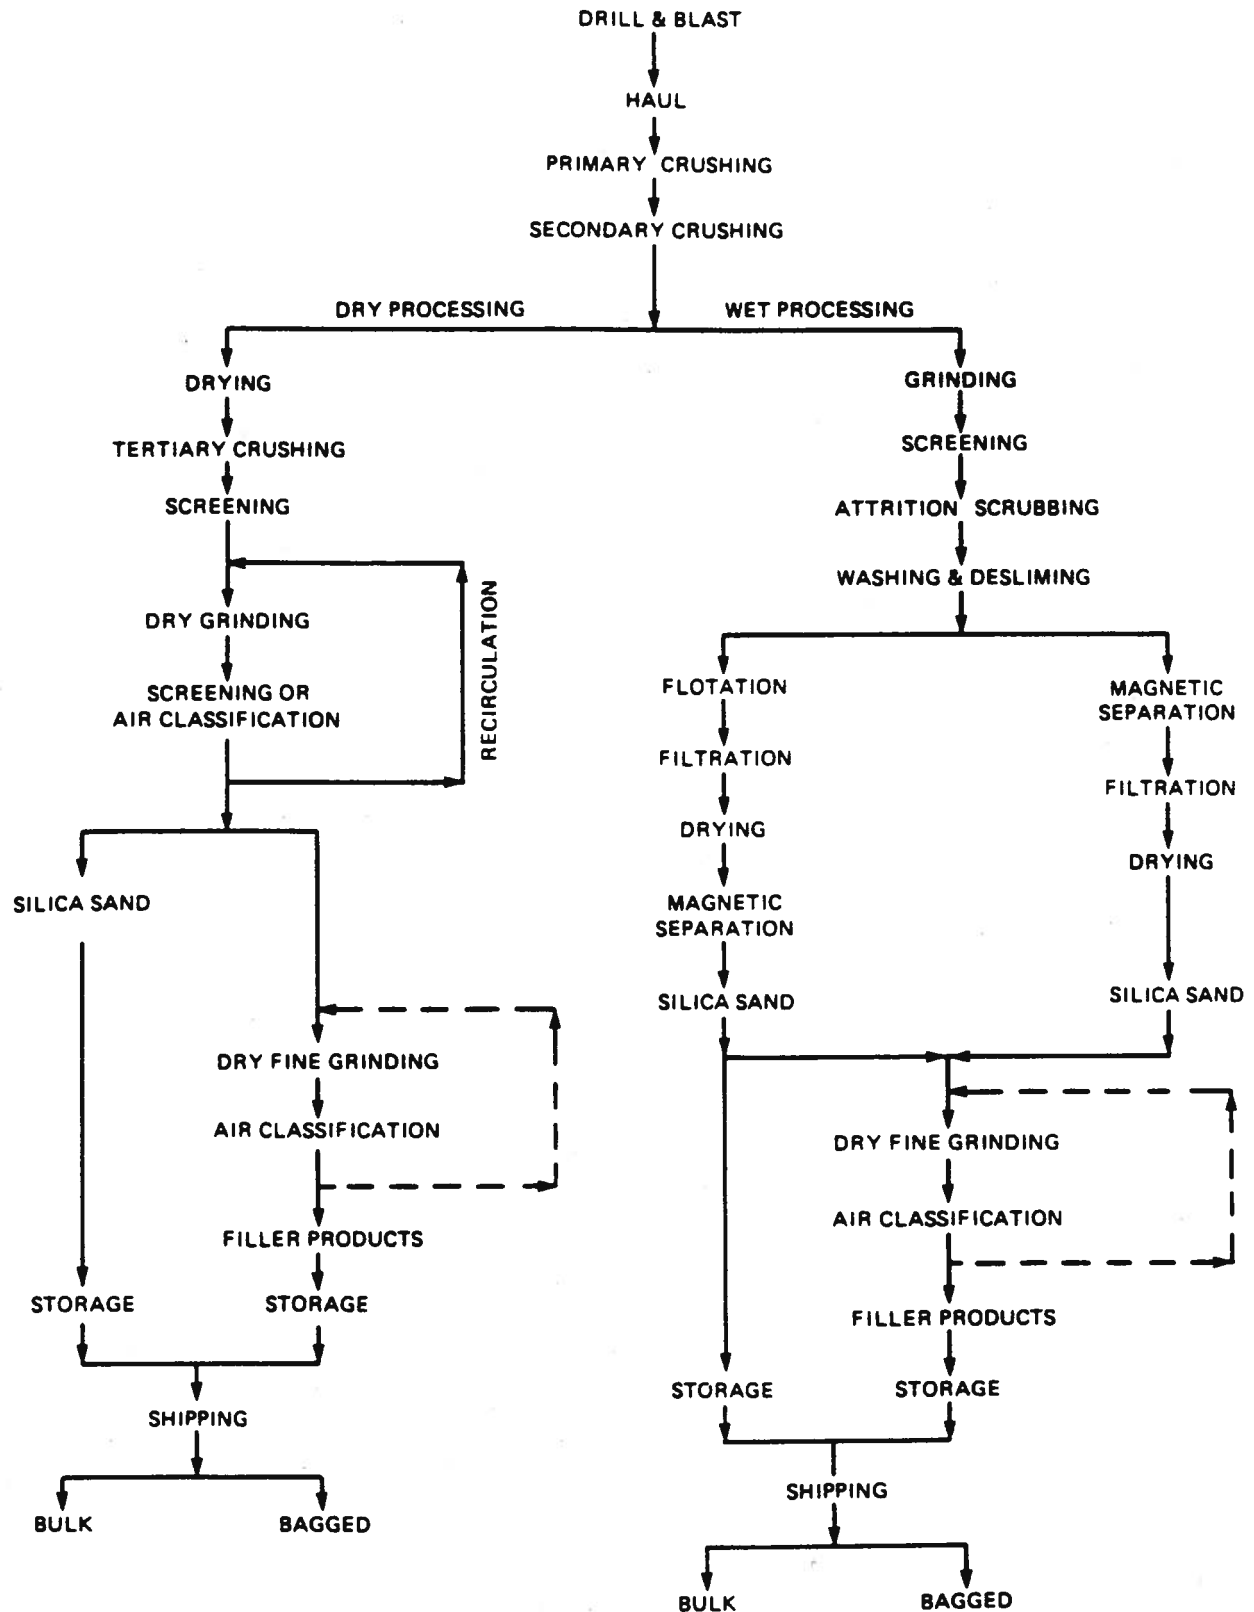 DRILL & BLAST
HAUL
PRIMARY CRUSHING
SECONDARY CRUSHING
DRY PROCESSING
DRYING
TERTIARY CRUSHING
SCREENING
DRY GRINDING
SCREENING OR
AIR CLASSIFICATION
RECIRCULATION
SILICA SAND
STORAGE
DRY FINE GRINDING
AIR CLASSIFICATION
FILLER PRODUCTS
STORAGE
SHIPPING
BULK
BAGGED
WET PROCESSING
GRINDING
SCREENING
ATTRITION SCRUBBING
WASHING & DESLIMING
FLOTATION
FILTRATION
DRYING
MAGNETIC
SEPARATION
SILICA SAND
MAGNETIC
SEPARATION
FILTRATION
DRYING
SILICA SAND
DRY FINE GRINDING
AIR CLASSIFICATION
FILLER PRODUCTS
STORAGE
STORAGE
SHIPPING
BULK
BAGGED